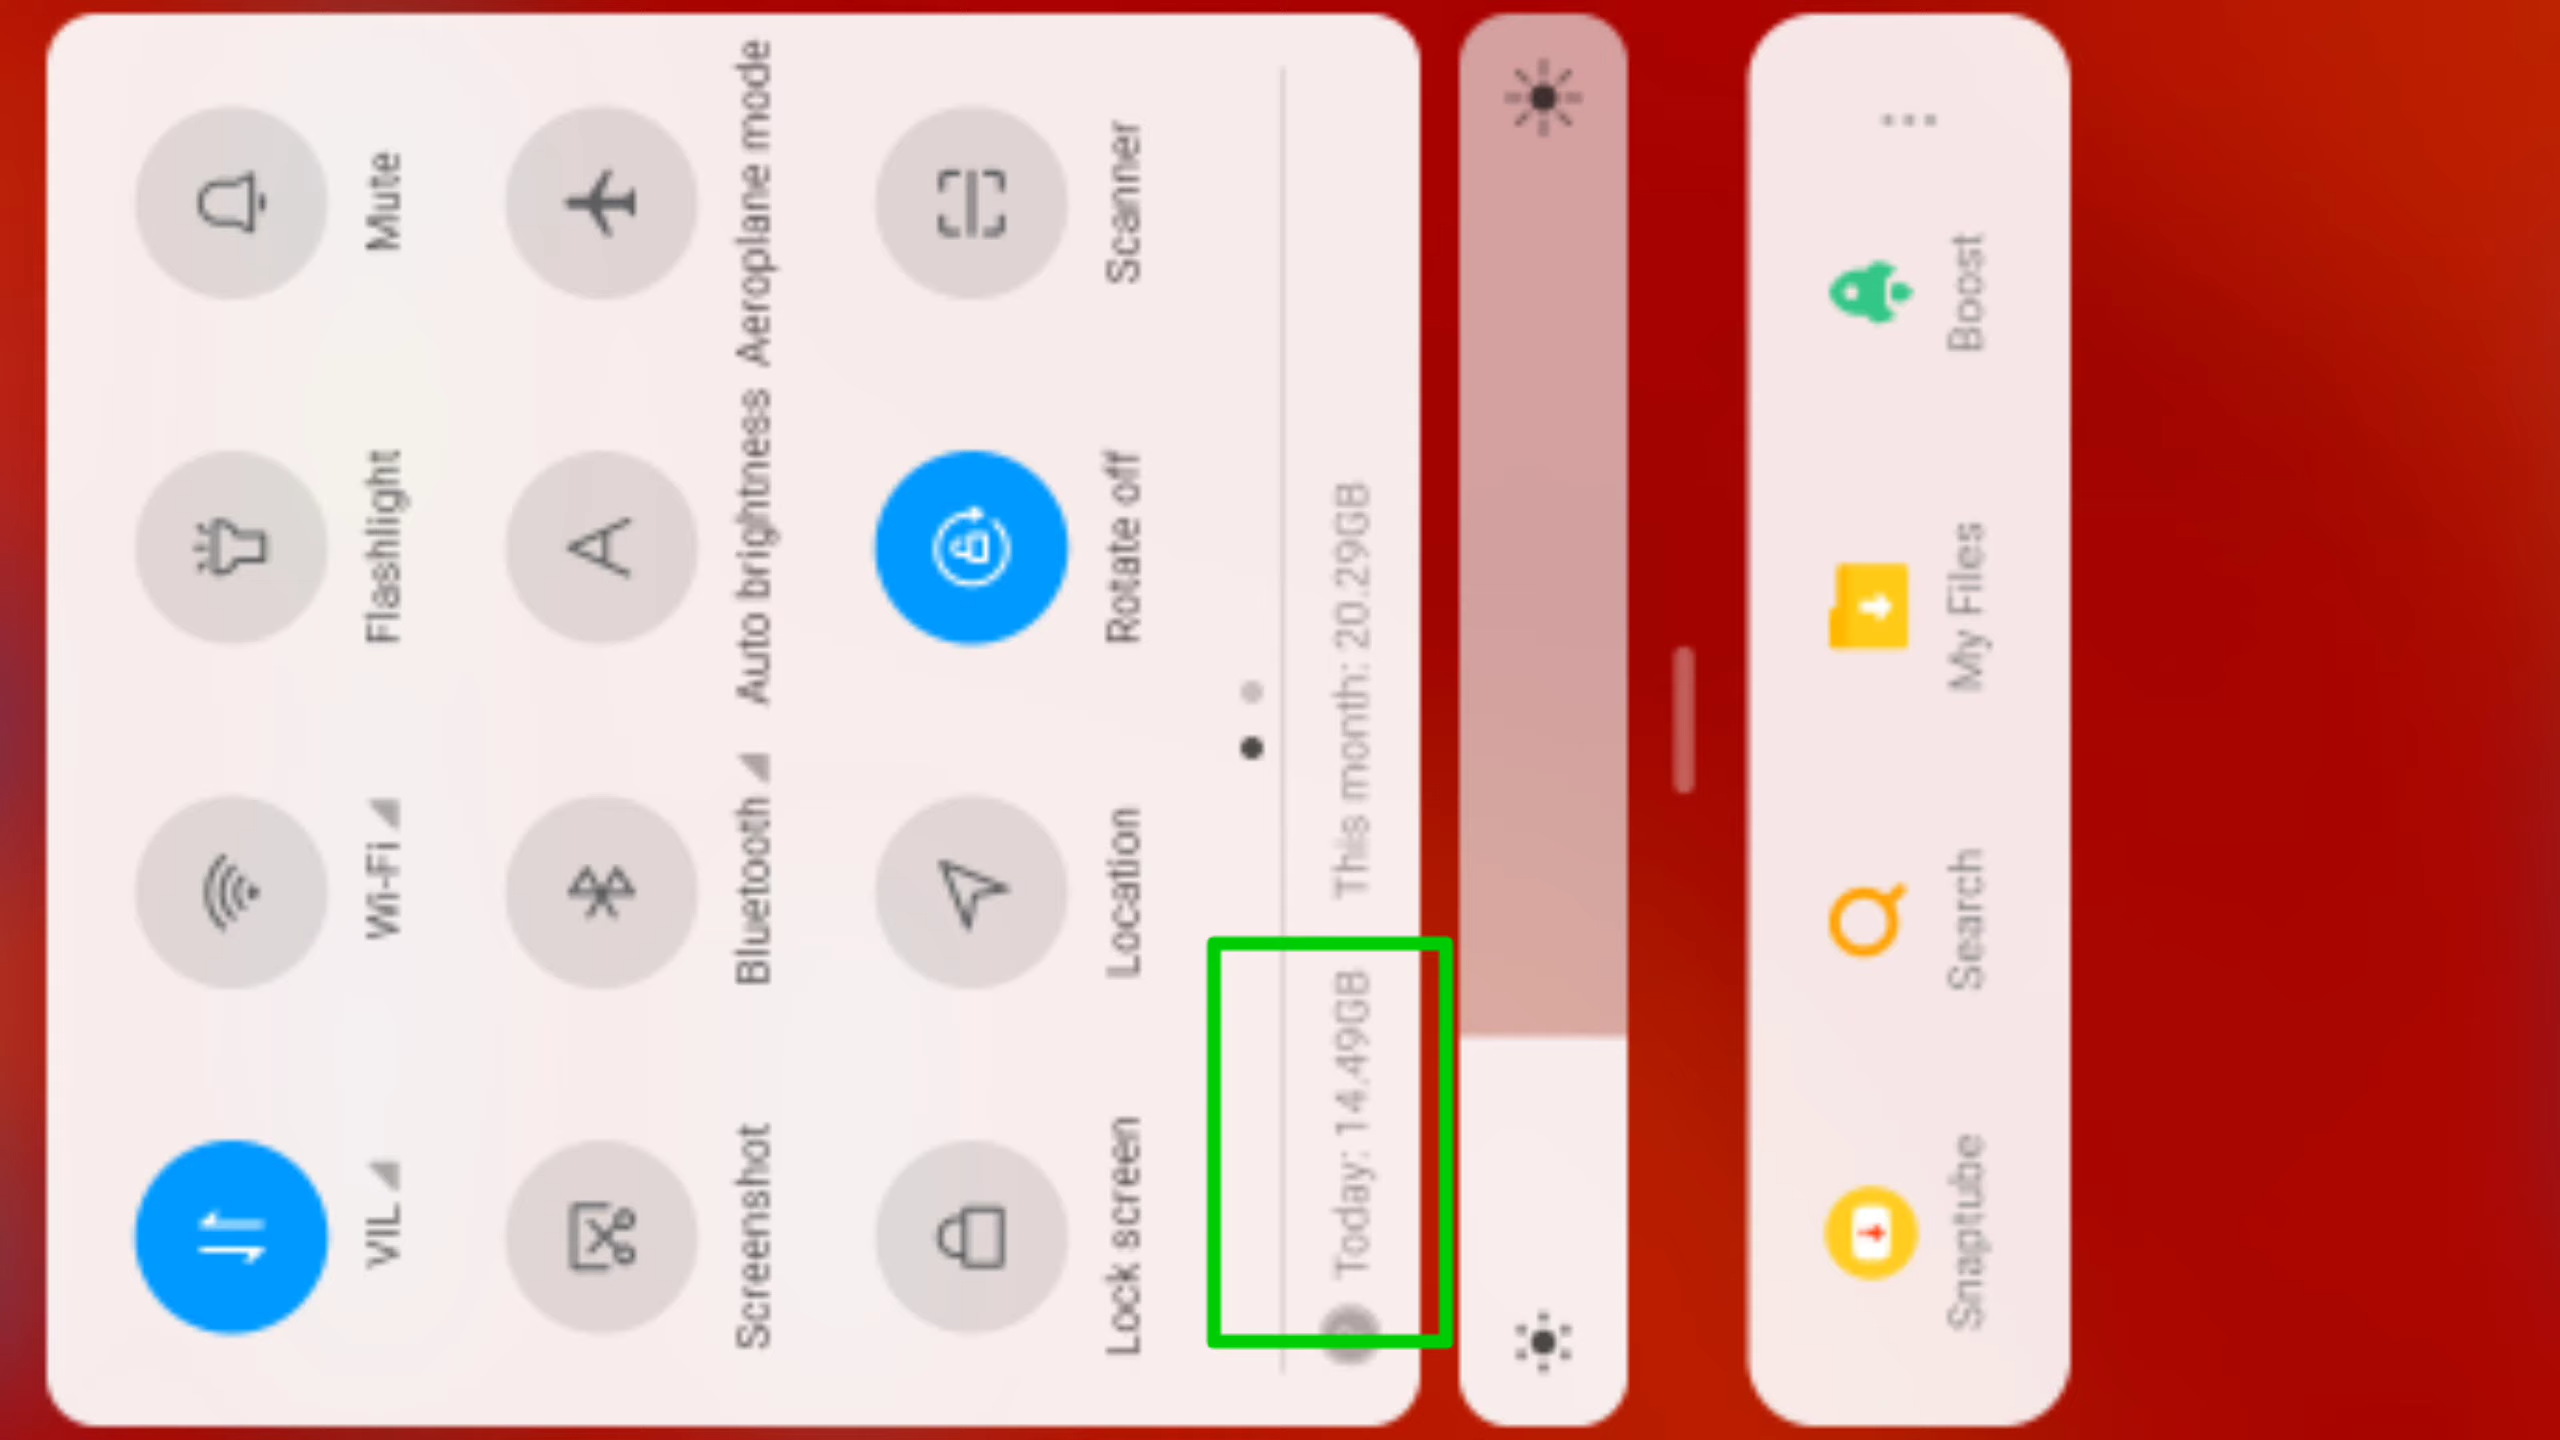 VIL
Wi-Fi
Flashlight
Mute
Screenshot
Bluetooth
Auto brightness
Aeroplane mode
Lock screen
Location
Rotate off
Scanner
Today: 14.49GB
This month: 20.29GB
Snaptube
Search
My Files
Boost